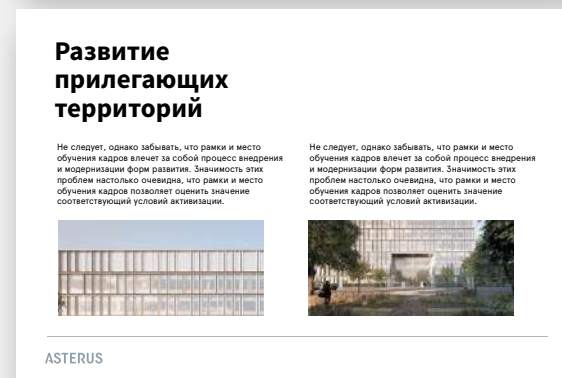 Развитие
прилегающих
территорий
Не следует, однако забывать, что рамки и место
обучения кадров влечет за собой процесс внедрения
и модернизации форм развития. Значимость этих
проблем настолько очевидна, что рамки и место
обучения кадров позволяет оценить значение
соответствующий условий активизации.
Не следует, однако забывать, что рамки и место
обучения кадров влечет за собой процесс внедрения
и модернизации форм развития. Значимость этих
проблем настолько очевидна, что рамки и место
обучения кадров позволяет оценить значение
соответствующий условий активизации.
ASTERUS